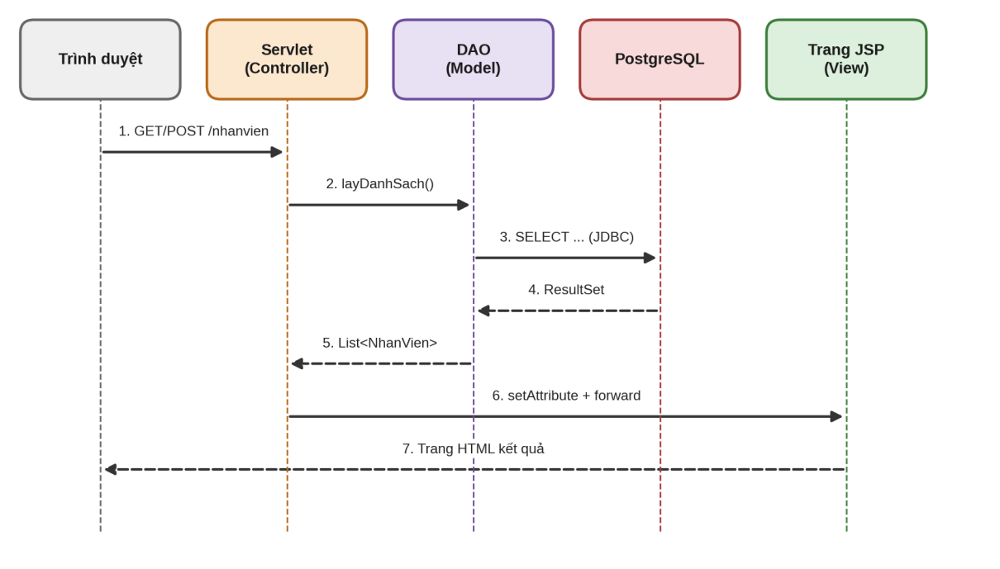 Trình duyệt
Servlet
(Controller)
DAO
(Model)
PostgreSQL
Trang JSP
(View)
1. GET/POST /nhanvien
2. layDanhSach()
3. SELECT ... (JDBC)
4. ResultSet
5. List<NhanVien>
6. setAttribute + forward
7. Trang HTML kết quả